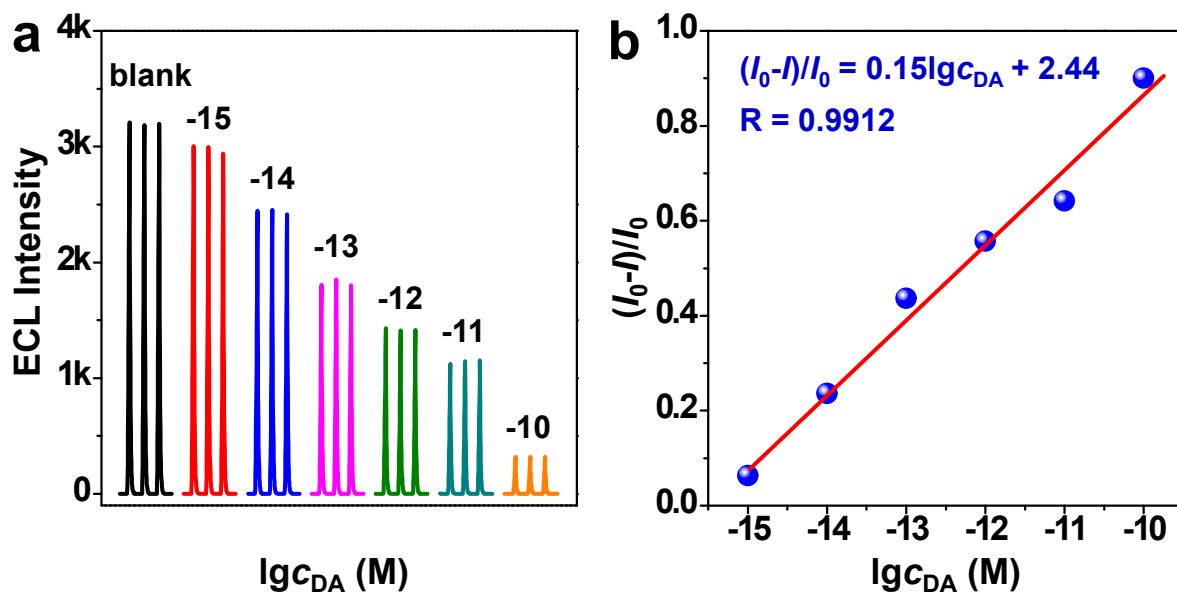 a
4k
3k
2k
1k
0
ECL Intensity
blank
-15
-14
-13
-12
-11
-10
lgcDA (M)
b
(I0-I)/I0 = 0.15lgcDA + 2.44
R = 0.9912
1.0
0.8
0.6
0.4
0.2
0.0
(I0-I)/I0
-15 -14 -13 -12 -11 -10
lgcDA (M)